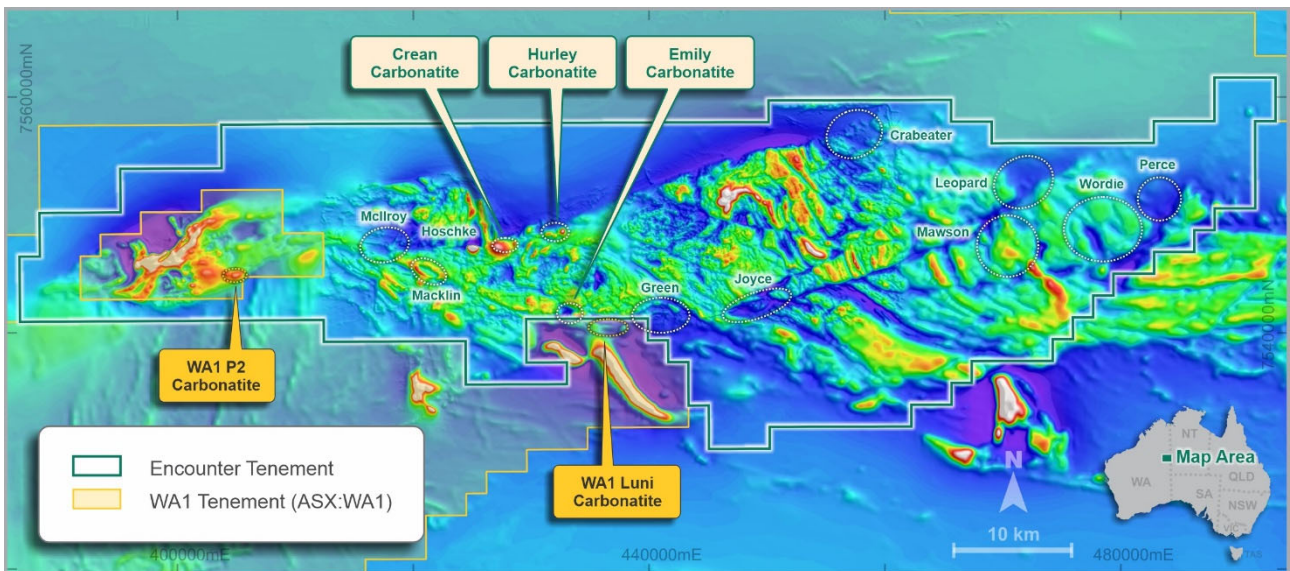 Crean
Carbonatite
Hurley
Carbonatite
Emily
Carbonatite
7560000mN
Crabeater
Leopard
Wordie
Perce
McIlroy
Hoschke
Mawson
Macklin
Green
Joyce
7560000mN
WA1 P2
Carbonatite
WA1 Luni
Carbonatite
Encounter Tenement
WA1 Tenement (ASX:WA1)
N
10 km
400000mE
440000mE
480000mE
Map Area
NT
WA
QLD
SA
NSW
VIC
TAS